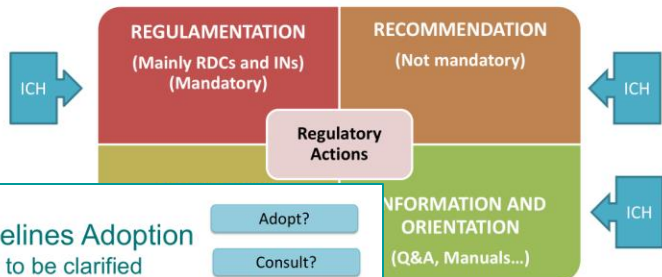 REGULAMENTATION
(Mainly RDCs and INs)
(Mandatory)
RECOMMENDATION
(Not mandatory)
ICH
ICH
Regulatory
Actions
NFORMATION AND
ORIENTATION
(Q&A, Manuals...)
ICH
elines Adoption
to be clarified
Adopt?
Consult?